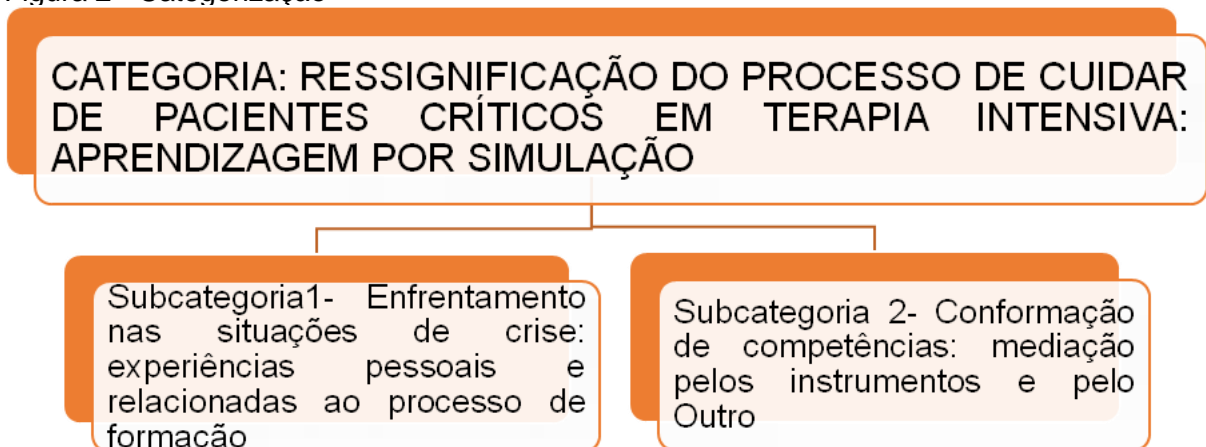 CATEGORIA: RESSIGNIFICAÇÃO DO PROCESSO DE CUIDAR
DE PACIENTES CRÍTICOS EM TERAPIA INTENSIVA:
APRENDIZAGEM POR SIMULAÇÃO
Subcategoria1- Enfrentamento
nas situações de crise:
experiências pessoais e
relacionadas ao processo de
formação
Subcategoria 2- Conformação
de competências: mediação
pelos instrumentos e pelo
Outro